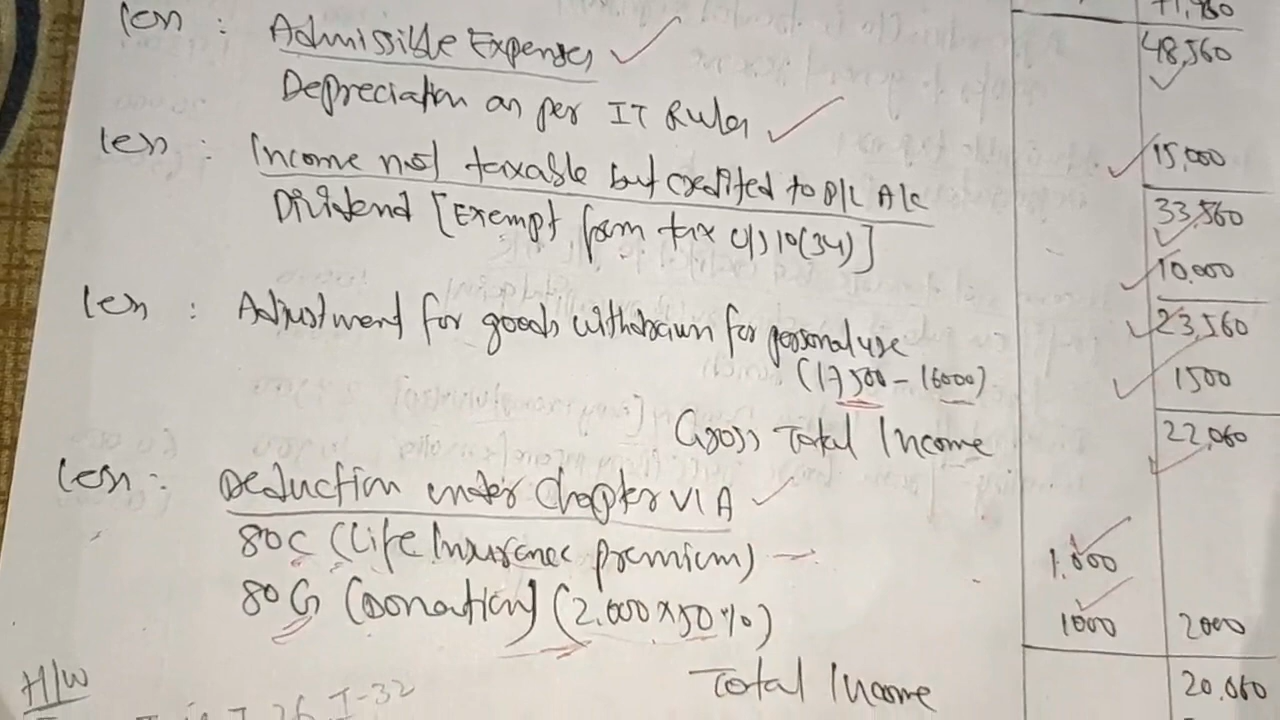 48,560
less : Admissible Expenses
Depreciation as per IT Rules 15,000
33,560
less : Income not taxable but credited to P/L A/c
Dividend [Exempt from tax U/s 10(34)] 10,000
23,560
less : Adjustment for goods withdrawn for personal use
(17500 - 16000) 1500
Gross Total Income 22,060
less : Deduction under Chapter VI A
80C (Life Insurance premium) 1,000
80G (Donation) (2,000 x 50%) 1000 2000
Total Income 20,060
H/W
I-32